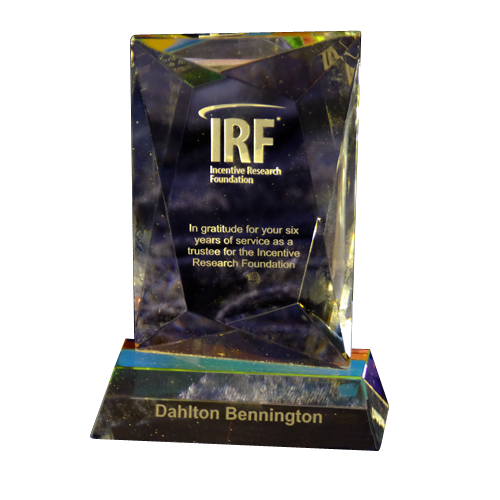 IRF®
Incentive Research
Foundation
In gratitude for your six
years of service as a
trustee for the Incentive
Research Foundation
Dahlton Bennington